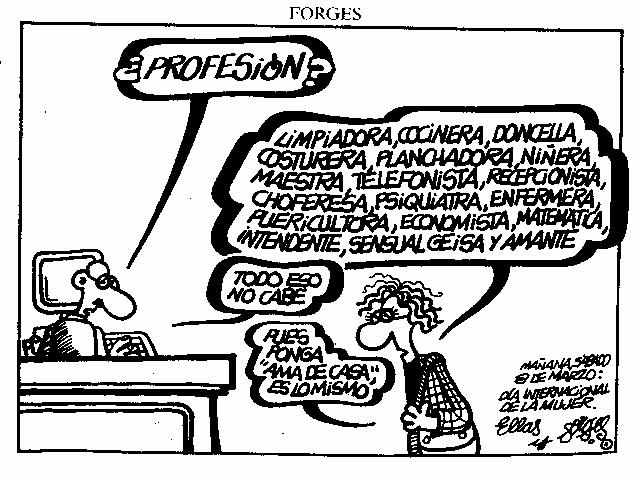 FORGES
PROFESIÓN
LIMPIADORA, COCINERA, DONCELLA,
COSTURERA, PLANCHADORA, NIÑERA,
MAESTRA, TELEFONISTA, RECEPCIONISTA,
CHOFERESA, PSIQUIATRA, ENFERMERA,
PUERICULTORA, ECONOMISTA, MATEMÁTICA,
INTENDENTE, SENSUAL GEISA Y AMANTE
TODO ESO
NO CABE
PUES
PONGA
"AMA DE CASA",
ES LO MISMO
MAÑANA, SÁBADO
8 DE MARZO:
DÍA INTERNACIONAL
DE LA MUJER.
Ellas
y Forges